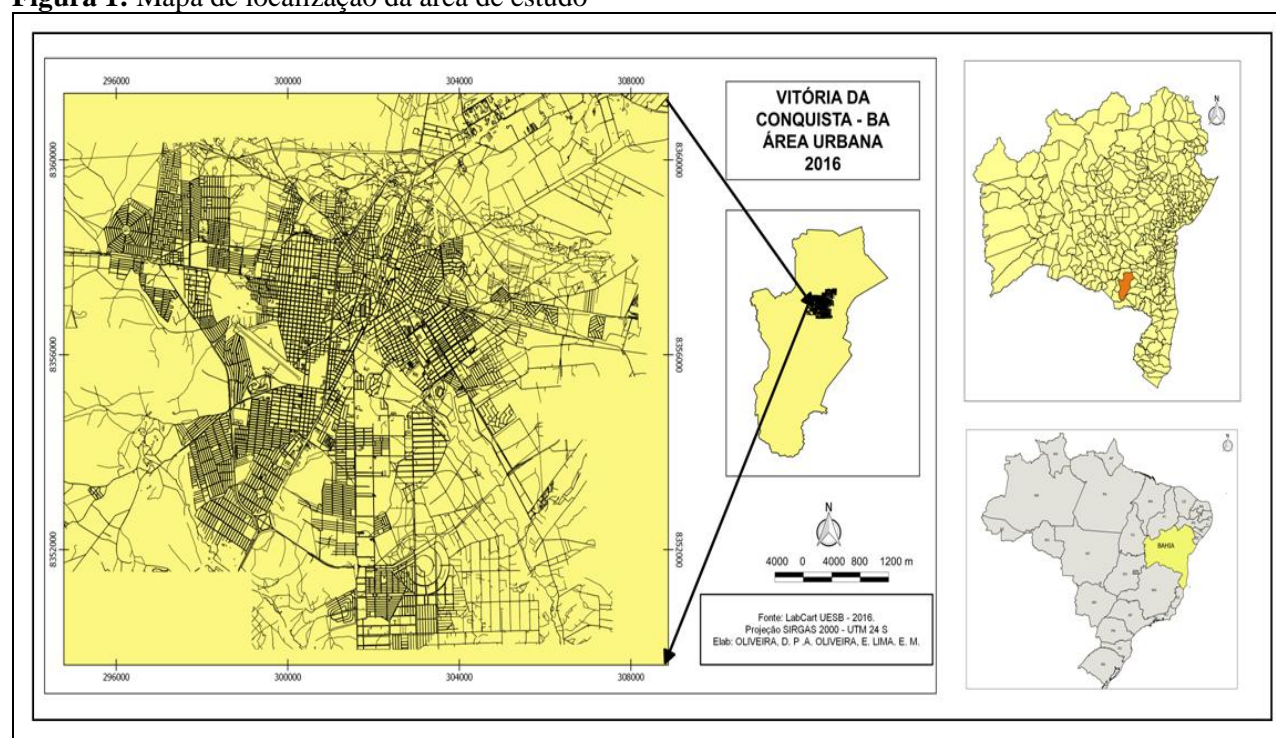 Figura 1: Mapa de localização da área de estudo
296000 300000 304000 308000
8360000 8360000
8356000 8356000
8352000 8352000
296000 300000 304000 308000
VITÓRIA DA
CONQUISTA - BA
ÁREA URBANA
2016
4000 0 4000 800 1200 m
Fonte: LabCart UESB - 2016.
Projeção SIRGAS 2000 - UTM 24 S
Elab: OLIVEIRA, D. P .A. OLIVEIRA, E. LIMA. E. M.
N
N
BAHIA